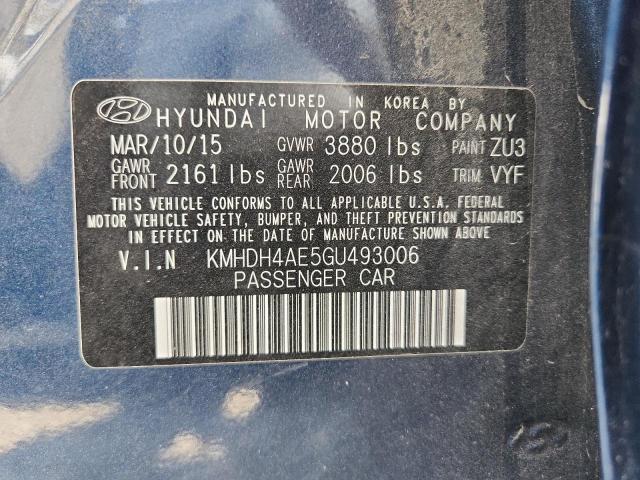 MANUFACTURED IN KOREA BY
HYUNDAI MOTOR COMPANY
MAR/10/15 GVWR 3880 lbs PAINT ZU3
GAWR FRONT 2161 lbs GAWR REAR 2006 lbs TRIM VYF
THIS VEHICLE CONFORMS TO ALL APPLICABLE U.S.A. FEDERAL
MOTOR VEHICLE SAFETY, BUMPER, AND THEFT PREVENTION STANDARDS
IN EFFECT ON THE DATE OF MANUFACTURE SHOWN ABOVE.
V.I.N KMHDH4AE5GU493006
PASSENGER CAR